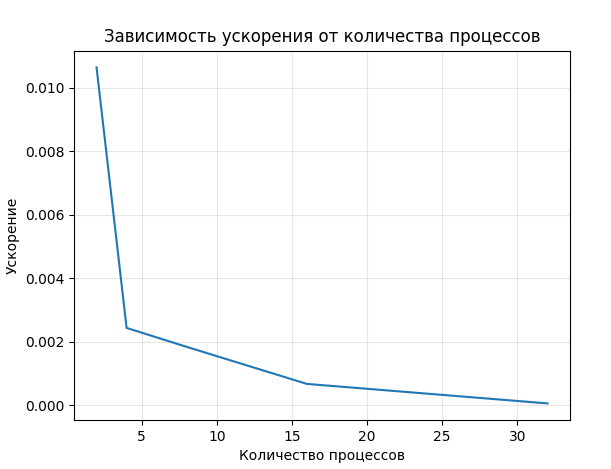 Зависимость ускорения от количества процессов
0.010
0.008
0.006
0.004
0.002
0.000
Ускорение
5 10 15 20 25 30
Количество процессов